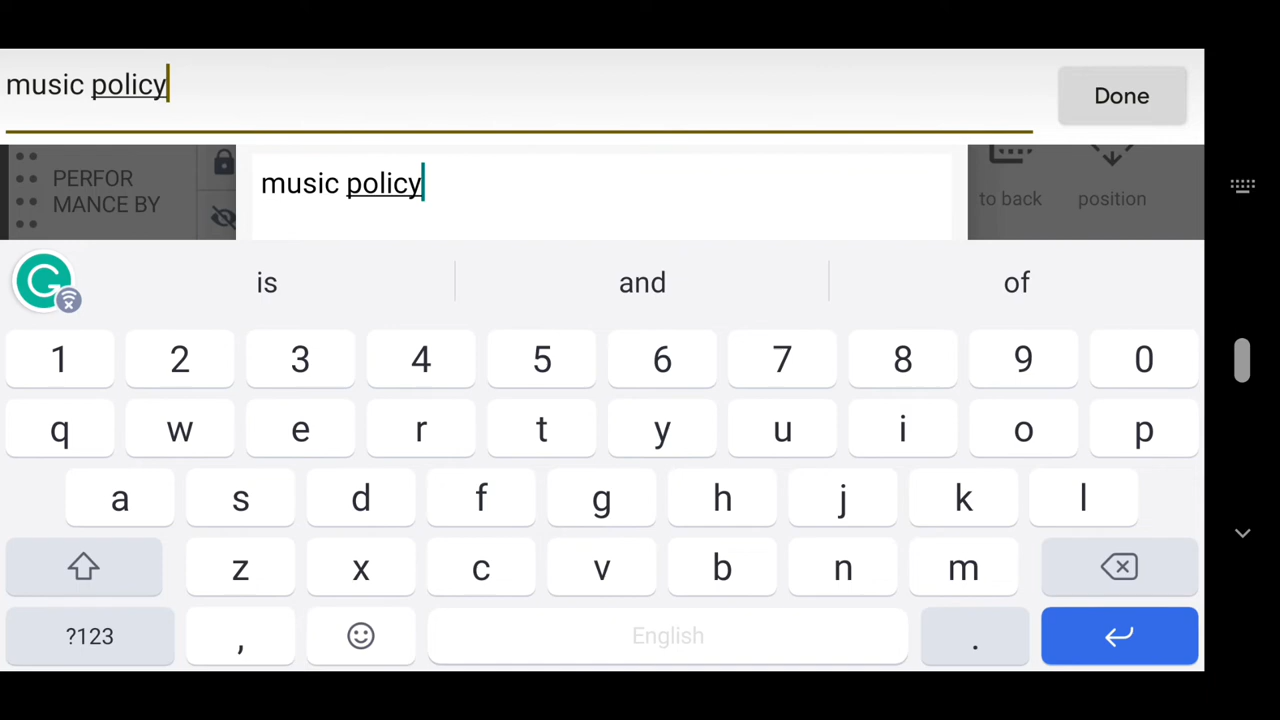 music policy
Done
PERFOR
MANCE BY
music policy
to back
position
is and of
1 2 3 4 5 6 7 8 9 0
q w e r t y u i o p
a s d f g h j k l
z x c v b n m
?123 , English .